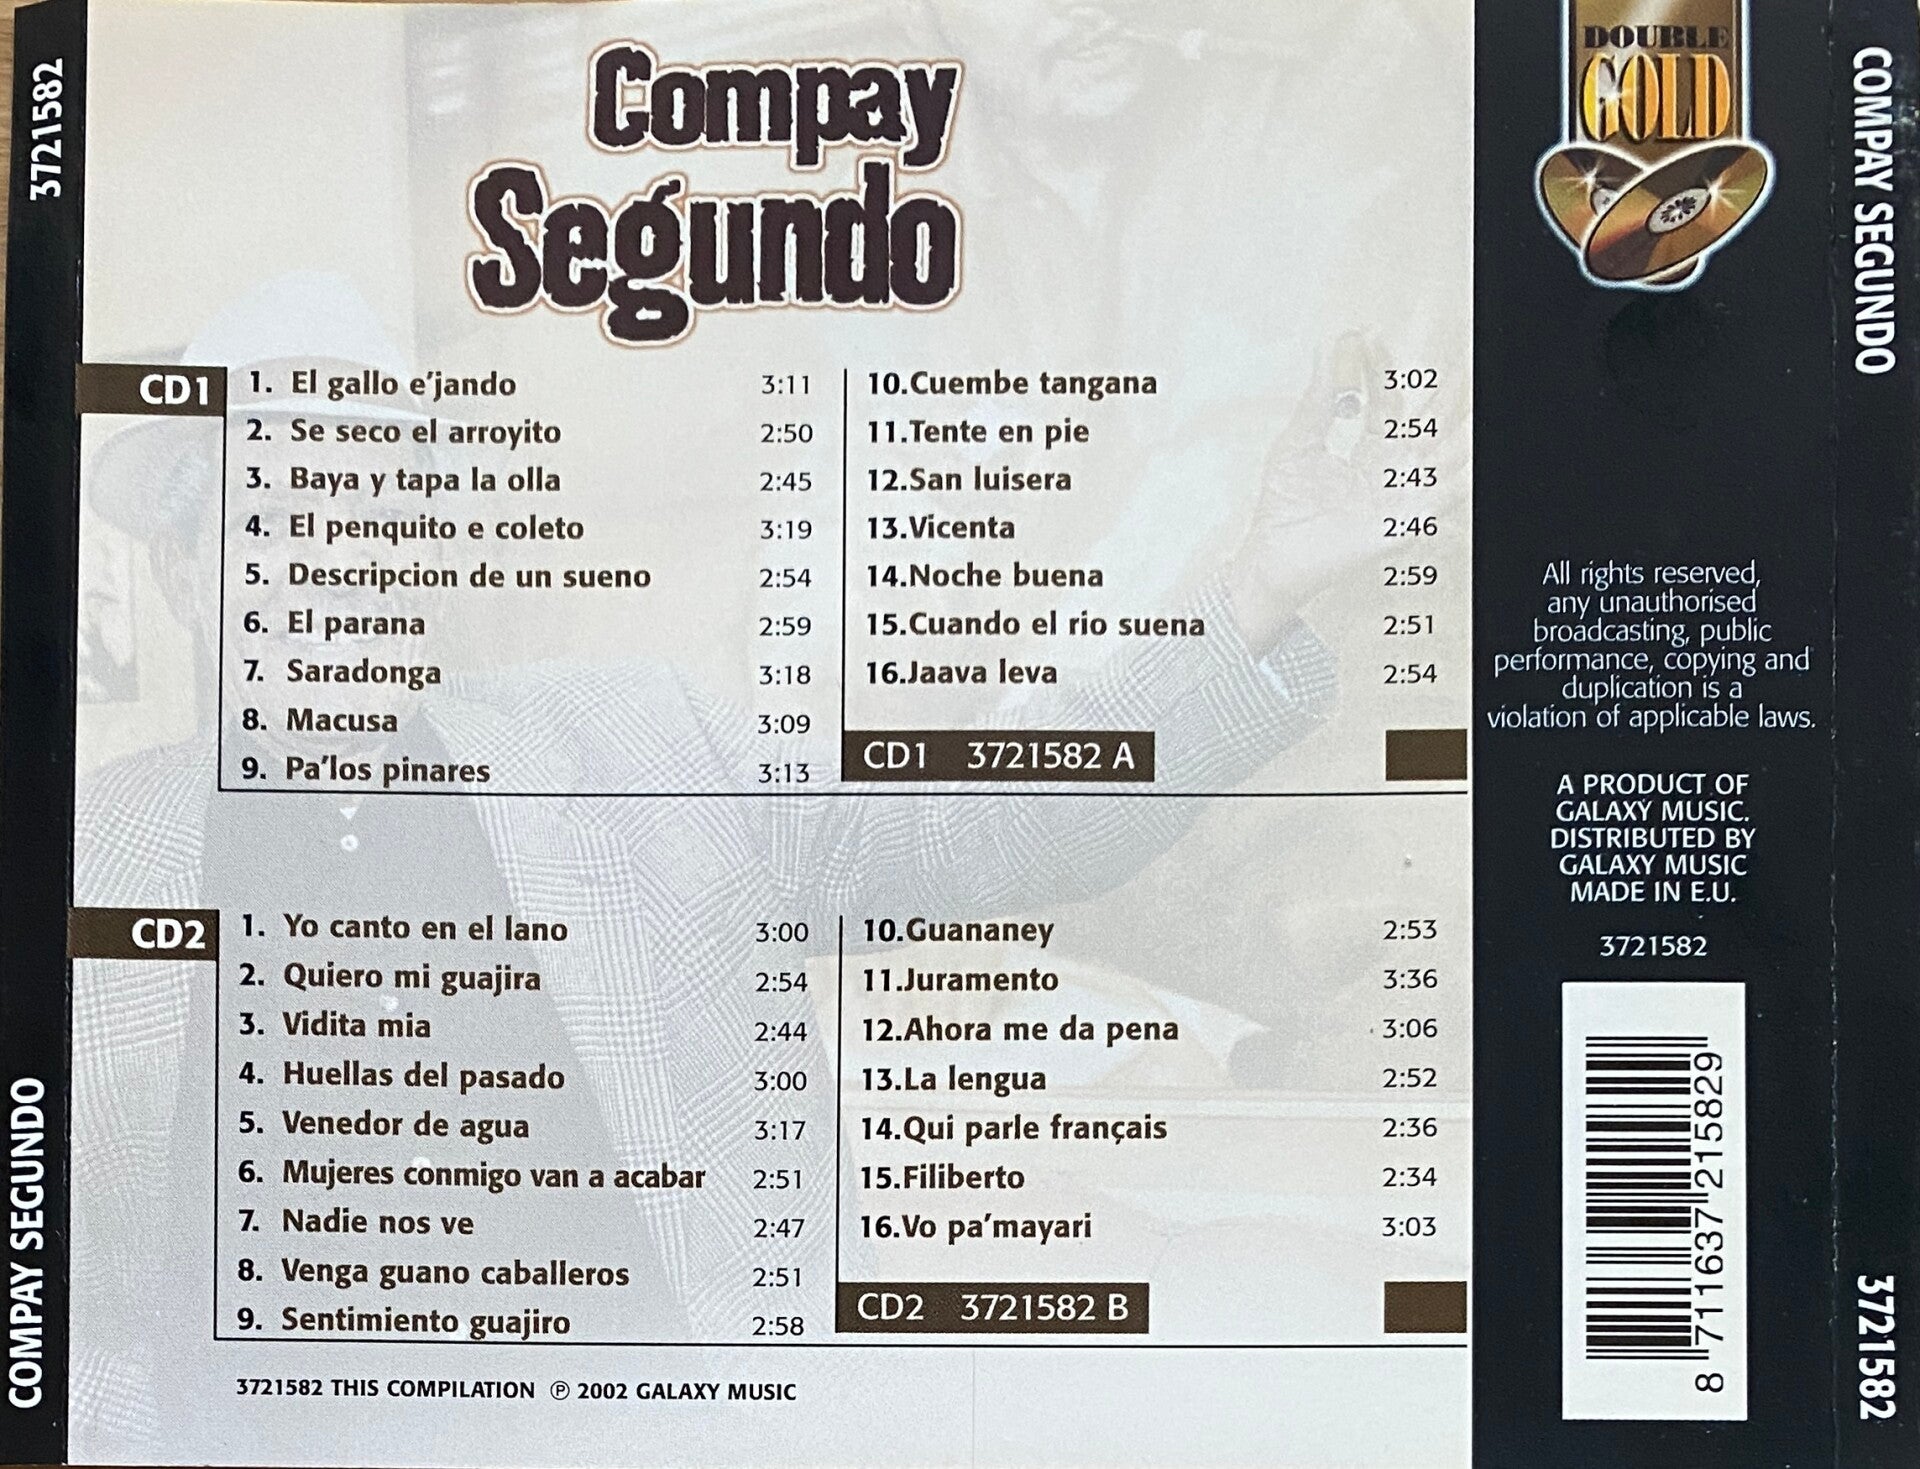 3721582
COMPAY SEGUNDO
Compay
Segundo
CD1
1. El gallo e'jando 3:11
2. Se seco el arroyito 2:50
3. Baya y tapa la olla 2:45
4. El penquito e coleto 3:19
5. Descripcion de un sueno 2:54
6. El parana 2:59
7. Saradonga 3:18
8. Macusa 3:09
9. Pa'los pinares 3:13
10.Cuembe tangana 3:02
11.Tente en pie 2:54
12.San luisera 2:43
13.Vicenta 2:46
14.Noche buena 2:59
15.Cuando el rio suena 2:51
16.Jaava leva 2:54
CD1 3721582 A
CD2
1. Yo canto en el lano 3:00
2. Quiero mi guajira 2:54
3. Vidita mia 2:44
4. Huellas del pasado 3:00
5. Venedor de agua 3:17
6. Mujeres conmigo van a acabar 2:51
7. Nadie nos ve 2:47
8. Venga guano caballeros 2:51
9. Sentimiento guajiro 2:58
10.Guananey 2:53
11.Juramento 3:36
12.Ahora me da pena 3:06
13.La lengua 2:52
14.Qui parle français 2:36
15.Filiberto 2:34
16.Vo pa'mayari 3:03
CD2 3721582 B
3721582 THIS COMPILATION ℗ 2002 GALAXY MUSIC
DOUBLE
GOLD
All rights reserved,
any unauthorised
broadcasting, public
performance, copying and
duplication is a
violation of applicable laws.
A PRODUCT OF
GALAXY MUSIC.
DISTRIBUTED BY
GALAXY MUSIC
MADE IN E.U.
3721582
8 711637 215829
COMPAY SEGUNDO
3721582